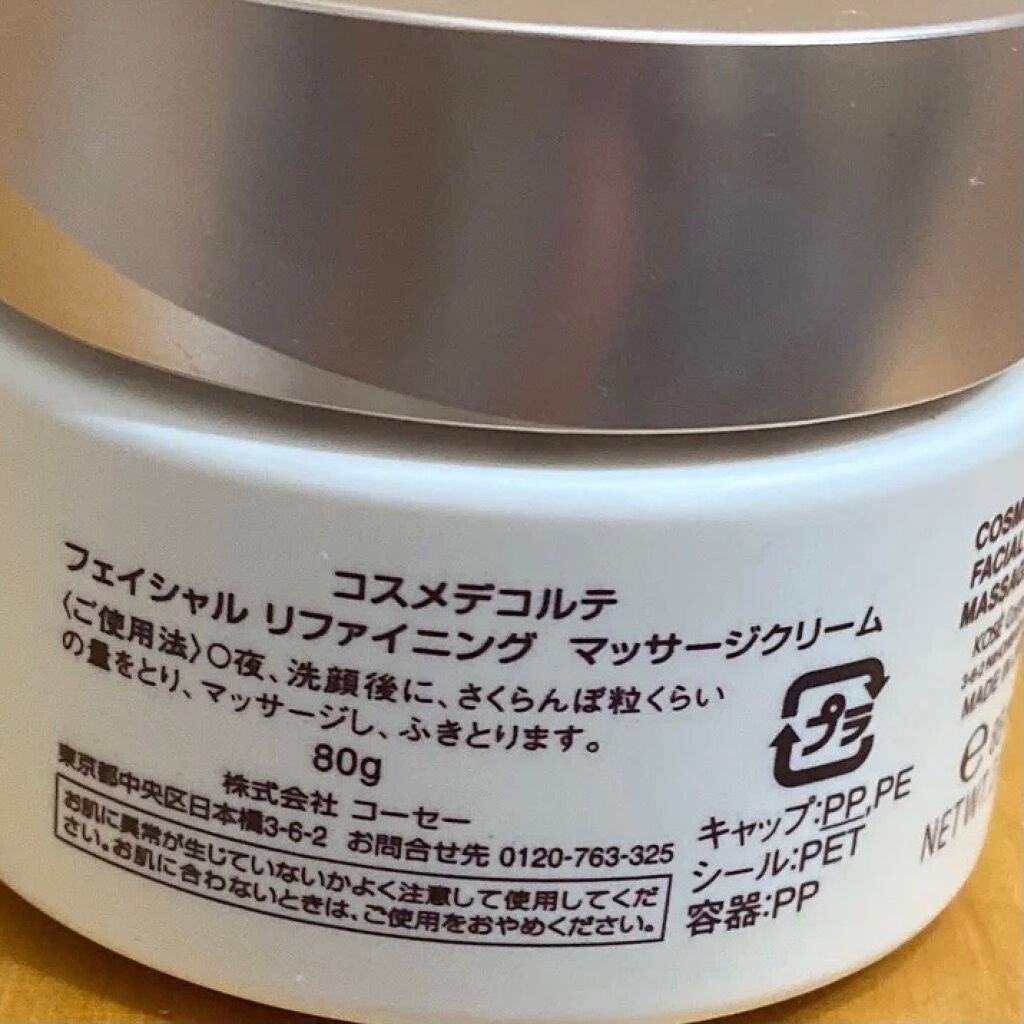 コスメデコルテ
フェイシャル リファイニング マッサージクリーム
〈ご使用法〉○夜、洗顔後に、さくらんぼ粒くらい
の量をとり、マッサージし、ふきとります。
80g
株式会社 コーセー
東京都中央区日本橋3-6-2 お問合せ先 0120-763-325
お肌に異常が生じていないかよく注意して使用してくだ
さい。お肌に合わないときは、ご使用をおやめください。
プラ
キャップ:PP,PE
シール:PET
容器:PP
FACIAL
KOSÉ
MADE
e
NET WT